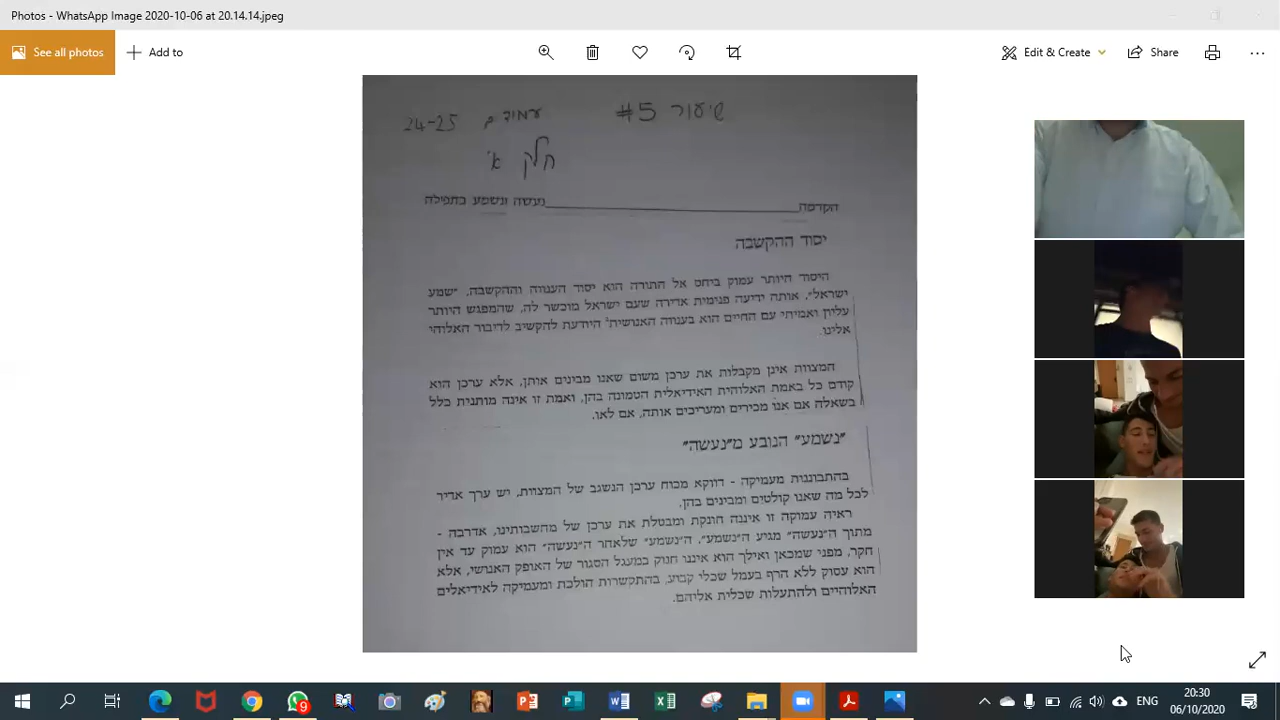 Photos - WhatsApp Image 2020-10-06 at 20.14.14.jpeg
See all photos
Add to
Edit & Create
Share
שיעור #5 עמודים 24-25
חלק א'
הקדמה נעשה ונשמע בתפילה
יסוד ההקשבה
היסוד היותר עמוק ביחס אל התורה הוא יסוד הענווה וההקשבה. "שמע
ישראל". אותה ידיעה פנימית אדירה שעם ישראל מוכשר לה, שהמפגש היותר
עליון ואמיתי עם החיים הוא בענווה האנושית היודעת להקשיב לדיבור האלוהי
אלינו.
המצוות אינן מקבלות את ערכן משום שאנו מבינים אותן, אלא ערכן הוא
קודם כל באמת האלוהית האידיאלית הטמונה בהן, ואמת זו אינה מותנית כלל
בשאלה אם אנו מכירים ומעריכים אותה, אם לאו.
"נשמע" הנובע מ"נעשה"
בהתבוננות מעמיקה - דווקא מכוח ערכן הנשגב של המצוות, יש ערך אדיר
לכל מה שאנו קולטים ומבינים בהן.
ראיה עמוקה זו איננה חונקת ומבטלת את ערכן של מחשבותינו, אדרבה -
מתוך ה"נעשה" מגיע ה"נשמע". ה"נשמע" שלאחר ה"נעשה" הוא עמוק עד אין
חקר, מפני שמכאן ואילך הוא איננו חנוק במעגל הסגור של האופק האנושי, אלא
הוא עסוק ללא הרף בעמל שכלי קבוע, בהתקשרות הולכת ומעמיקה לאידיאלים
האלוהיים ולהתעלות שכלית אליהם.
9
ENG
20:30
06/10/2020